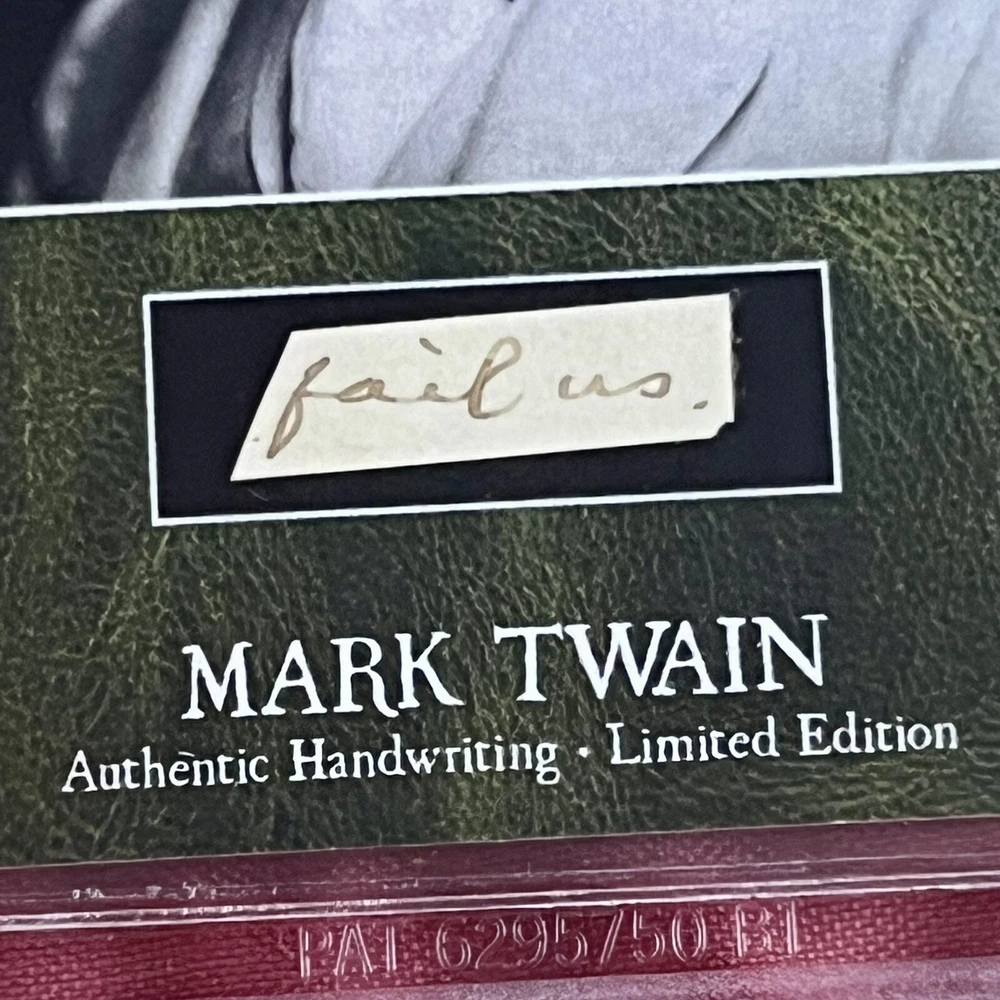 fail us.
MARK TWAIN
Authentic Handwriting · Limited Edition
PAT 6295750 B1